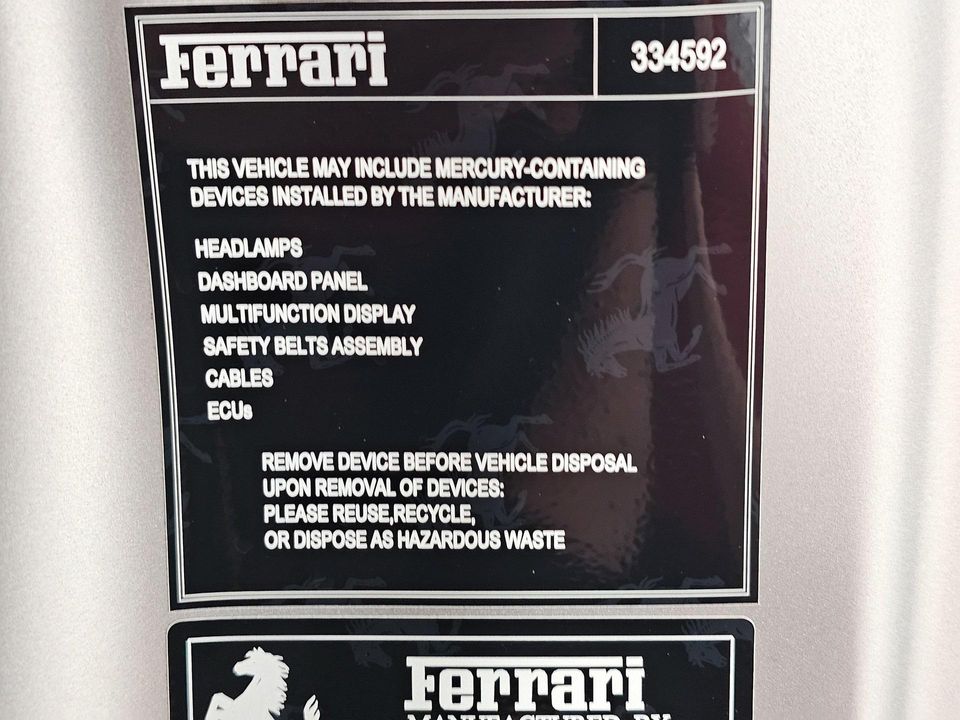 Ferrari
334592
THIS VEHICLE MAY INCLUDE MERCURY-CONTAINING
DEVICES INSTALLED BY THE MANUFACTURER:
HEADLAMPS
DASHBOARD PANEL
MULTIFUNCTION DISPLAY
SAFETY BELTS ASSEMBLY
CABLES
ECUs
REMOVE DEVICE BEFORE VEHICLE DISPOSAL
UPON REMOVAL OF DEVICES:
PLEASE REUSE,RECYCLE,
OR DISPOSE AS HAZARDOUS WASTE
Ferrari
MANUFACTURED BY